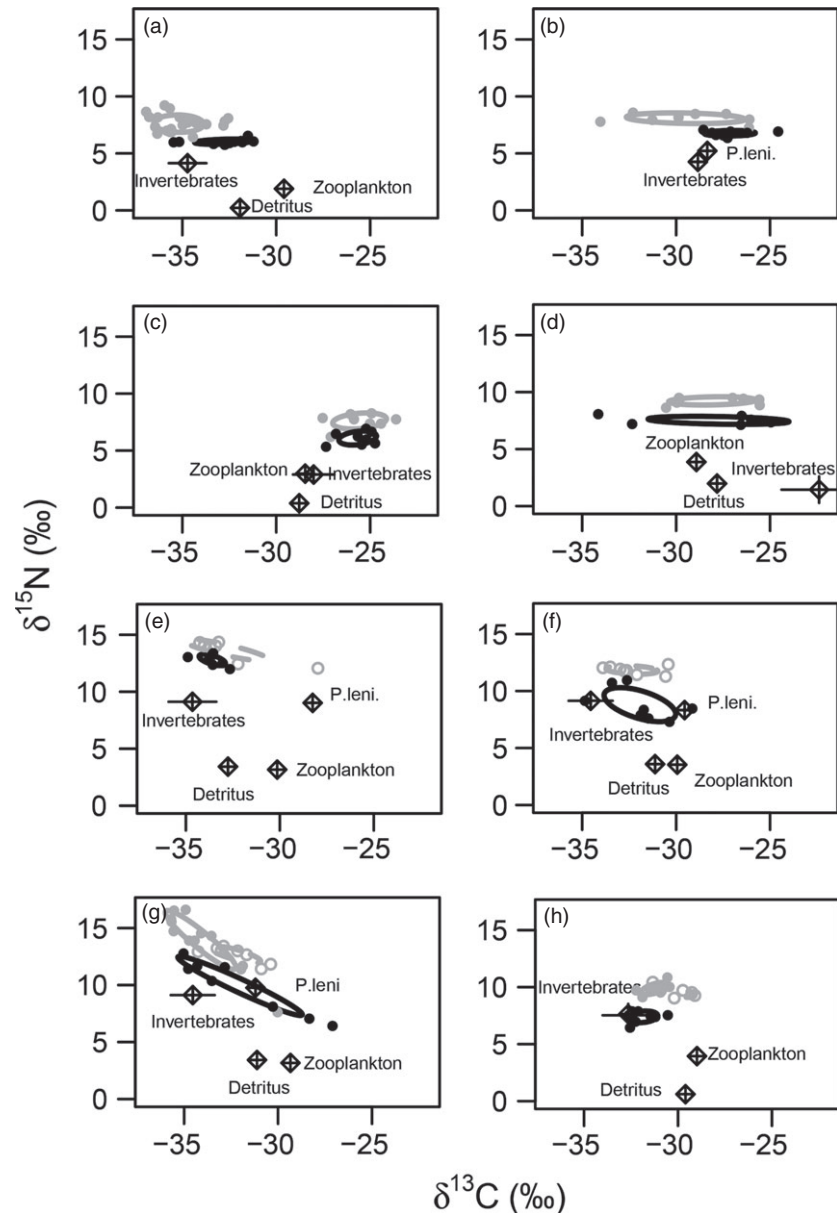 (a)
15
10
5
0
Invertebrates
Zooplankton
Detritus
−35 −30 −25
(b)
15
10
5
0
P.leni.
Invertebrates
−35 −30 −25
(c)
15
10
5
0
Zooplankton
Invertebrates
Detritus
−35 −30 −25
(d)
15
10
5
0
Zooplankton
Invertebrates
Detritus
−35 −30 −25
(e)
15
10
5
0
Invertebrates
P.leni.
Zooplankton
Detritus
−35 −30 −25
(f)
15
10
5
0
P.leni.
Invertebrates
Detritus
Zooplankton
−35 −30 −25
(g)
15
10
5
0
P.leni
Invertebrates
Zooplankton
Detritus
−35 −30 −25
(h)
15
10
5
0
Invertebrates
Zooplankton
Detritus
−35 −30 −25
δ15N (‰)
δ13C (‰)